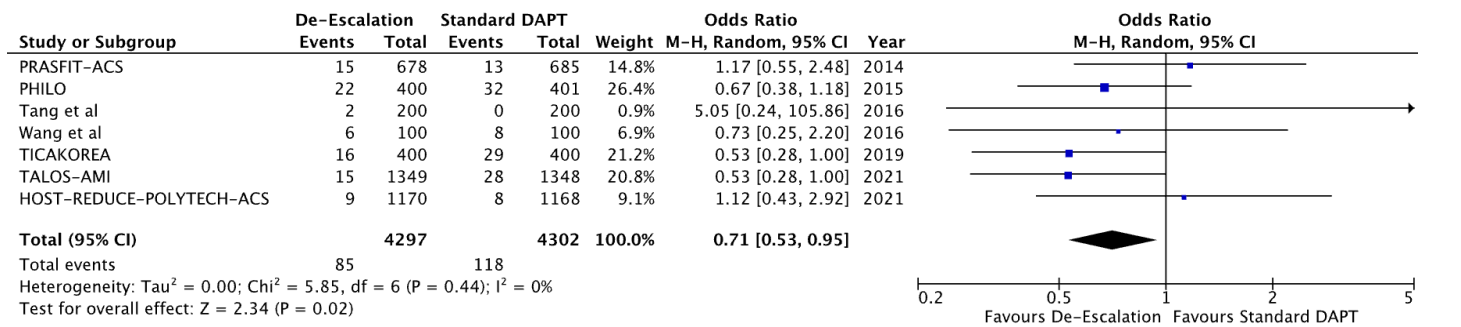 De-Escalation Standard DAPT Odds Ratio Odds Ratio
Study or Subgroup Events Total Events Total Weight M-H, Random, 95% CI Year M-H, Random, 95% CI
PRASFIT-ACS 15 678 13 685 14.8% 1.17 [0.55, 2.48] 2014
PHILO 22 400 32 401 26.4% 0.67 [0.38, 1.18] 2015
Tang et al 2 200 0 200 0.9% 5.05 [0.24, 105.86] 2016
Wang et al 6 100 8 100 6.9% 0.73 [0.25, 2.20] 2016
TICAKOREA 16 400 29 400 21.2% 0.53 [0.28, 1.00] 2019
TALOS-AMI 15 1349 28 1348 20.8% 0.53 [0.28, 1.00] 2021
HOST-REDUCE-POLYTECH-ACS 9 1170 8 1168 9.1% 1.12 [0.43, 2.92] 2021
Total (95% CI) 4297 4302 100.0% 0.71 [0.53, 0.95]
Total events 85 118
Heterogeneity: Tau² = 0.00; Chi² = 5.85, df = 6 (P = 0.44); I² = 0%
Test for overall effect: Z = 2.34 (P = 0.02)
0.2 0.5 1 2 5
Favours De-Escalation Favours Standard DAPT